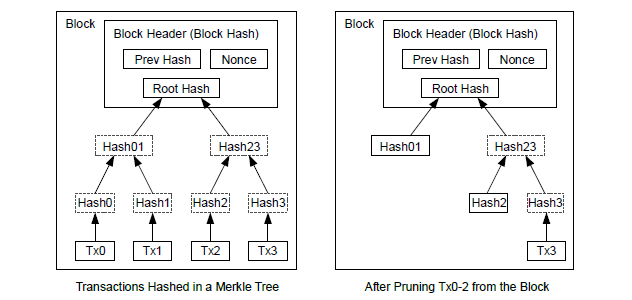 Block
Block Header (Block Hash)
Prev Hash
Nonce
Root Hash
Hash01
Hash23
Hash0
Hash1
Hash2
Hash3
Tx0
Tx1
Tx2
Tx3
Transactions Hashed in a Merkle Tree
Block
Block Header (Block Hash)
Prev Hash
Nonce
Root Hash
Hash01
Hash23
Hash2
Hash3
Tx3
After Pruning Tx0-2 from the Block